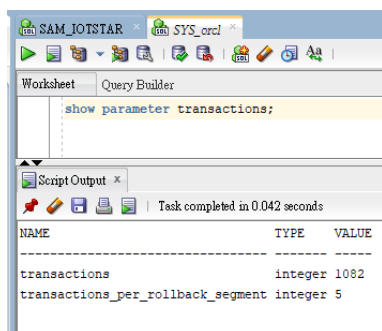 SAM_IOTSTAR
SYS_orcl
Worksheet Query Builder
show parameter transactions;
Script Output
Task completed in 0.042 seconds
NAME TYPE VALUE
-------------------------------- ------- -----
transactions integer 1082
transactions_per_rollback_segment integer 5